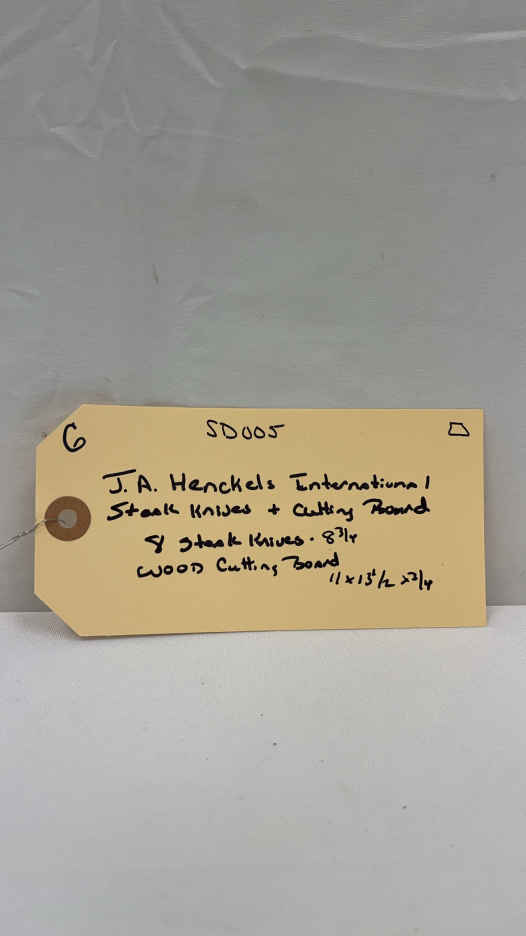 G SD005
J.A. Henckels International
Steak Knives + Cutting Board
8 Steak Knives. 8 3/4
WOOD Cutting Board
11 x 13 1/2 x 3/4